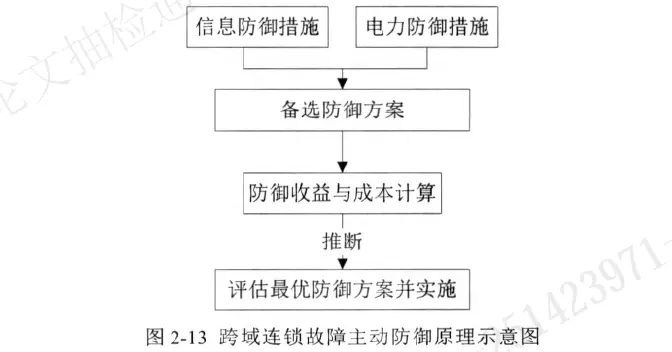 论文抽检
信息防御措施
电力防御措施
备选防御方案
防御收益与成本计算
推断
评估最优防御方案并实施
A51423971-
图 2-13 跨域连锁故障主动防御原理示意图